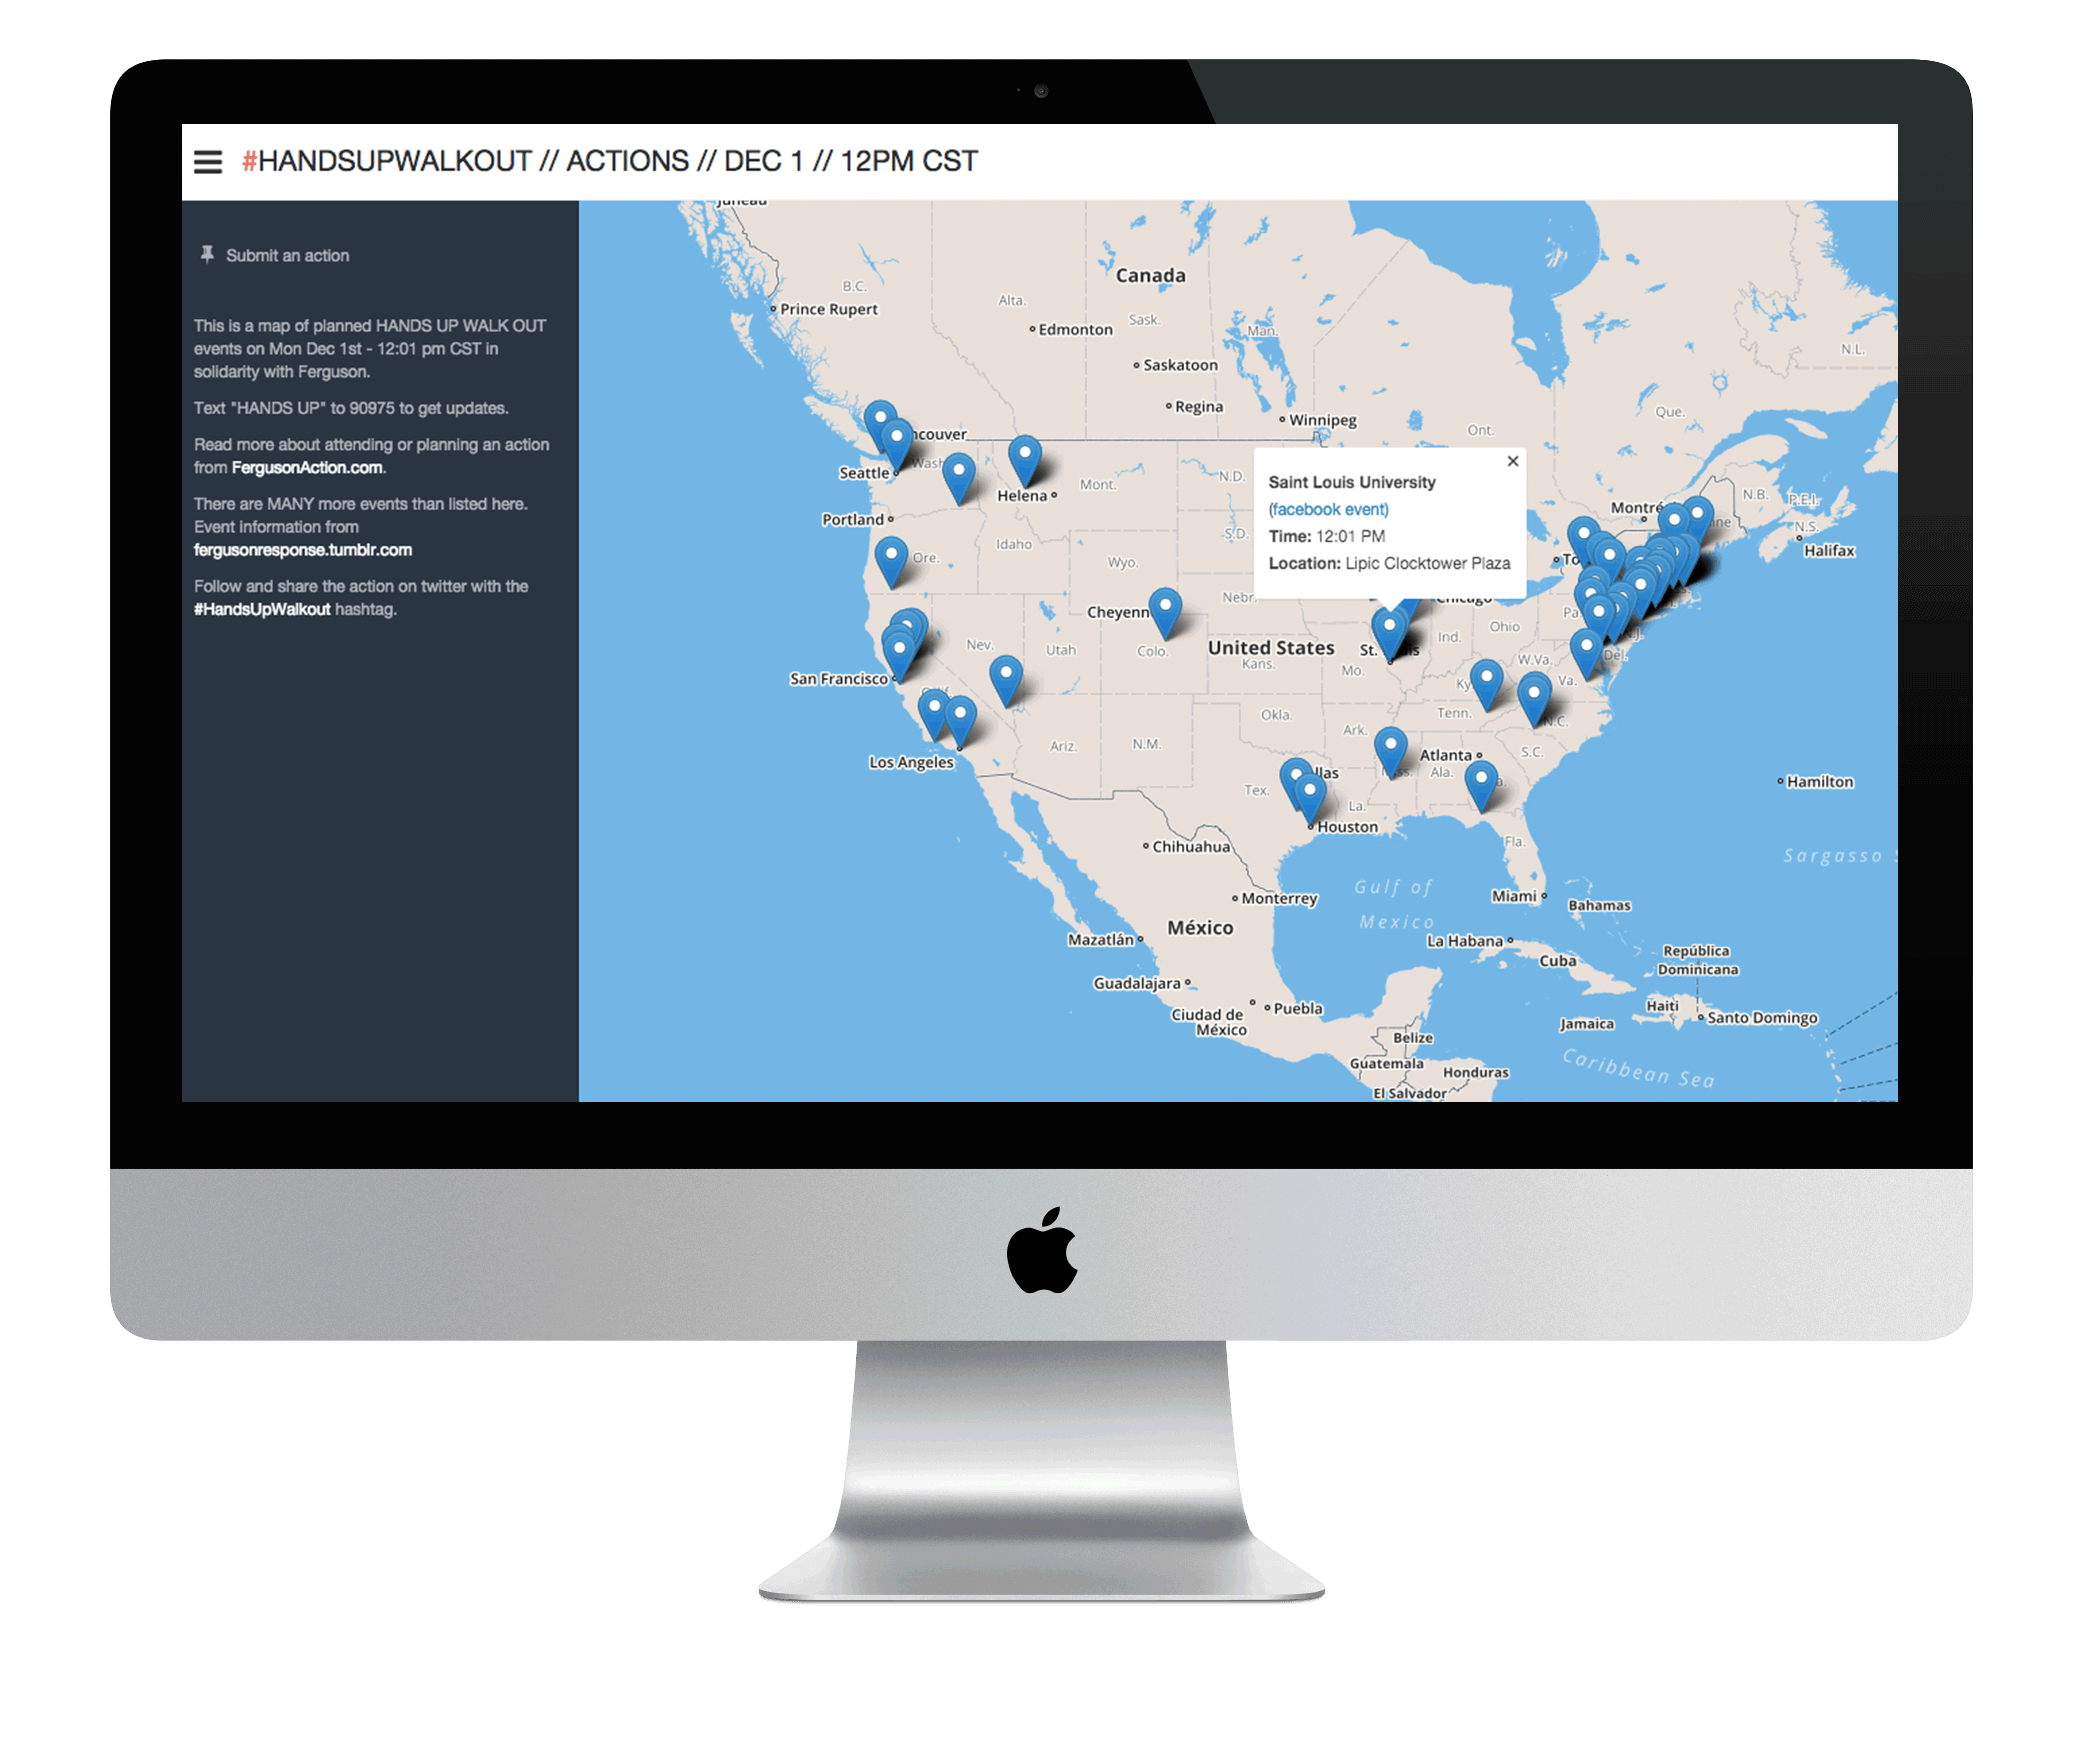 #HANDSUPWALKOUT // ACTIONS // DEC 1 // 12PM CST
Submit an action
This is a map of planned HANDS UP WALK OUT
events on Mon Dec 1st - 12:01 pm CST in
solidarity with Ferguson.
Text "HANDS UP" to 90975 to get updates.
Read more about attending or planning an action
from FergusonAction.com.
There are MANY more events than listed here.
Event information from
fergusonresponse.tumblr.com
Follow and share the action on twitter with the
#HandsUpWalkout hashtag.
Juneau
Canada
B.C.
Alta.
Prince Rupert
Sask.
Edmonton
Man.
N.L.
Saskatoon
Regina
Que.
Winnipeg
Ont.
ncouver
Wash
Seattle
Mont.
N.D.
Helena
Saint Louis University
(facebook event)
Time: 12:01 PM
Location: Lipic Clocktower Plaza
N.B.
P.E.I.
Montré
ne
N.S.
Halifax
Portland
S.D.
Idaho
Ore.
Wyo.
To
Nebr.
Chicago
Cheyenn
Pa.
Ohio
Ind.
N.J.
Nev.
Utah
Colo.
United States
Kans.
St. is
Mo.
W.Va.
Del.
San Francisco
Calif.
Ky
Va.
Okla.
Tenn.
N.C.
Ark.
Ariz.
N.M.
Los Angeles
Atlanta
S.C.
llas
Miss.
Ala.
a.
Tex.
La.
Hamilton
Houston
Fla.
Chihuahua
Sargasso S
Gulf of
Mexico
Monterrey
Miami
Bahamas
México
Mazatlán
La Habana
República
Dominicana
Cuba
Guadalajara
Ciudad de
México
Puebla
Haiti
Santo Domingo
Jamaica
Belize
Guatemala
Honduras
Caribbean Sea
El Salvador